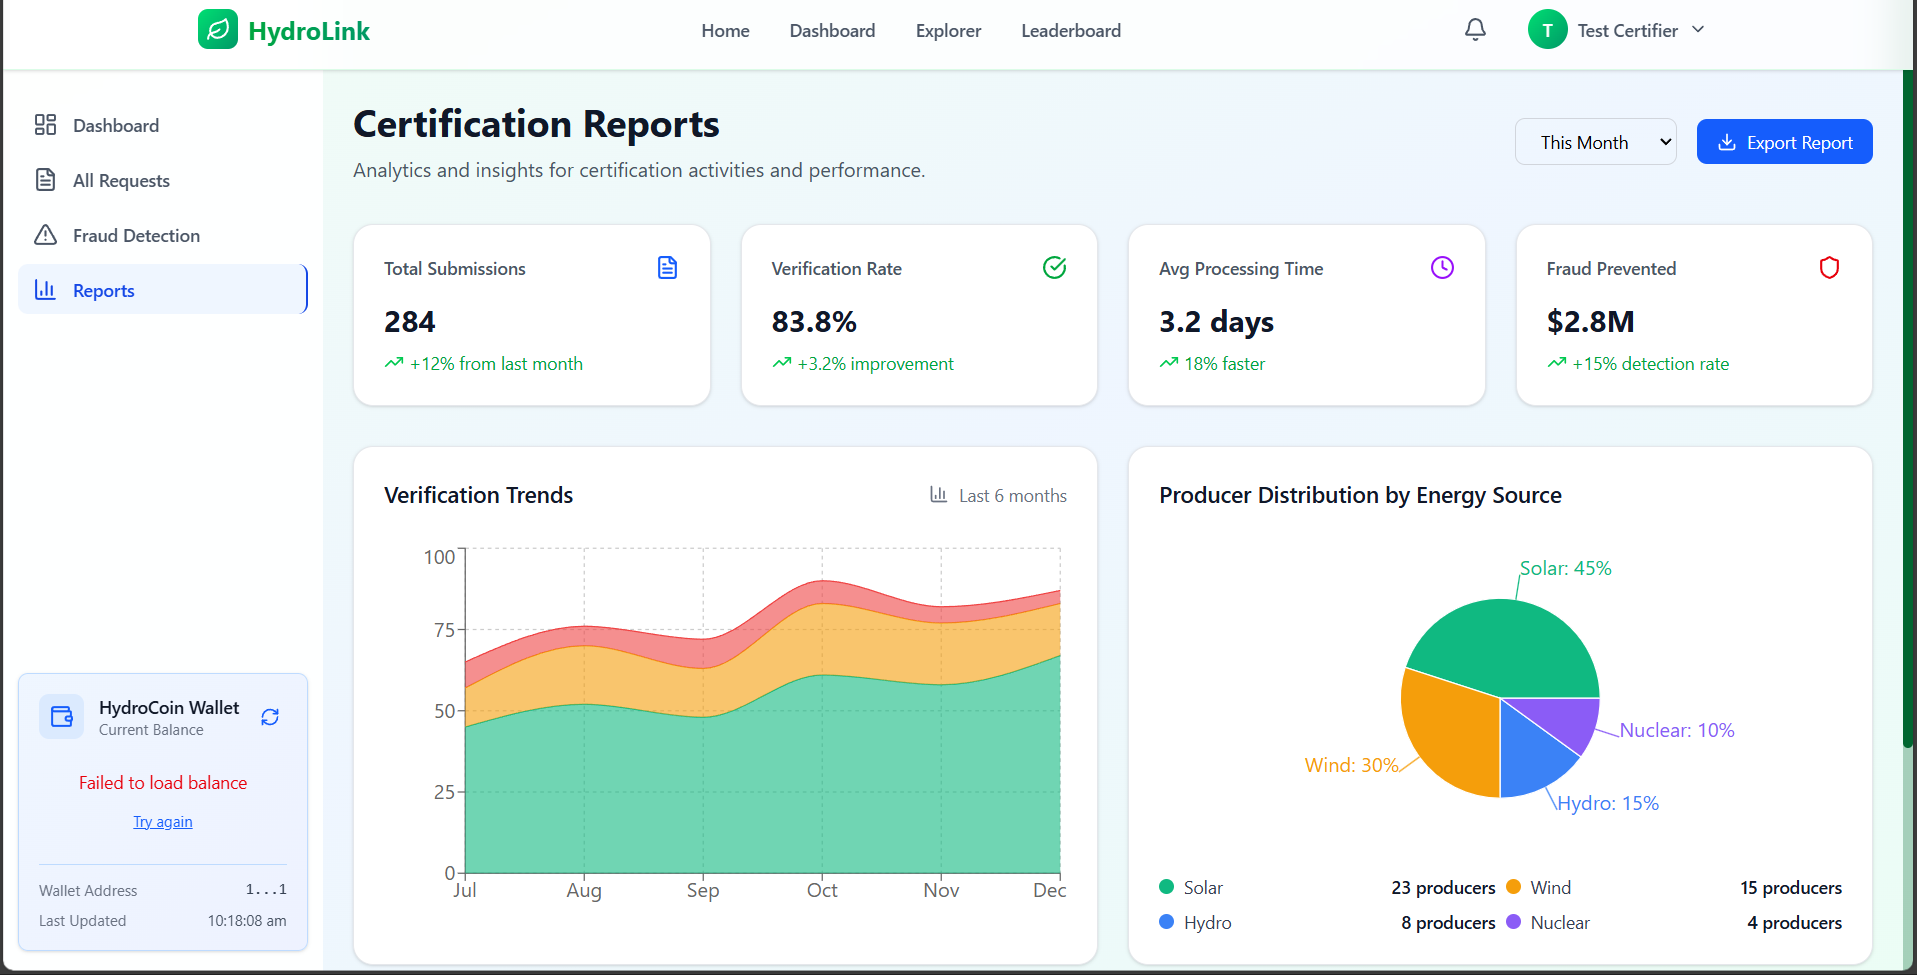 HydroLink
Home
Dashboard
Explorer
Leaderboard
T
Test Certifier
Dashboard
All Requests
Fraud Detection
Reports
HydroCoin Wallet
Current Balance
Failed to load balance
Try again
Wallet Address 1...1
Last Updated 10:18:08 am
Certification Reports
Analytics and insights for certification activities and performance.
This Month
Export Report
Total Submissions
284
+12% from last month
Verification Rate
83.8%
+3.2% improvement
Avg Processing Time
3.2 days
18% faster
Fraud Prevented
$2.8M
+15% detection rate
Verification Trends
Last 6 months
100
75
50
25
0
Jul Aug Sep Oct Nov Dec
Producer Distribution by Energy Source
Solar: 45%
Nuclear: 10%
Wind: 30%
Hydro: 15%
Solar 23 producers
Wind 15 producers
Hydro 8 producers
Nuclear 4 producers